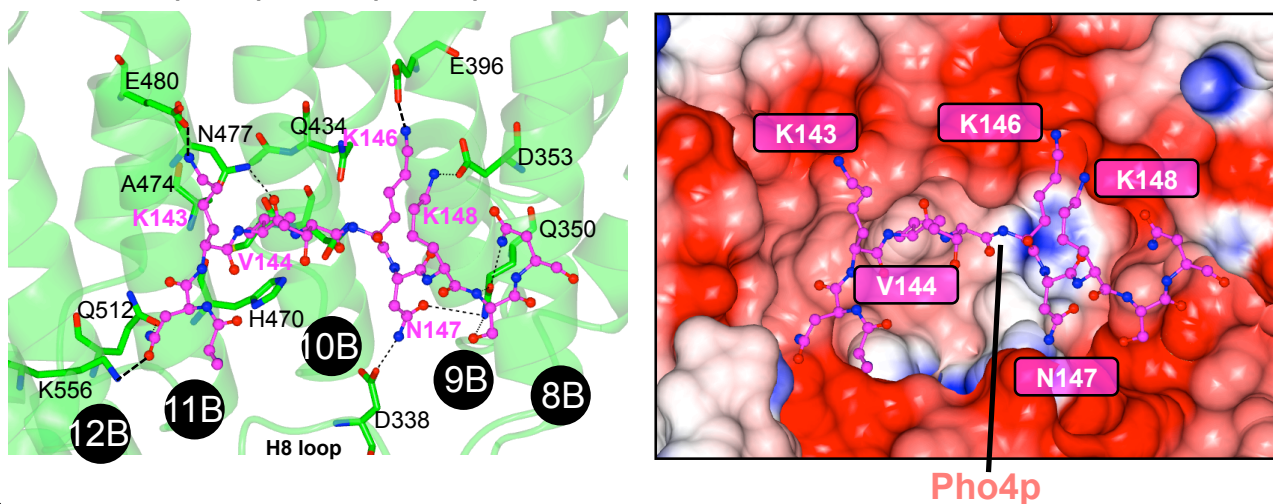 E480
E396
N477
Q434
K146
D353
A474
K143
K148
Q350
V144
Q512
H470
N147
10B
K556
9B
11B
8B
12B
D338
H8 loop
K143
K146
K148
V144
N147
Pho4p